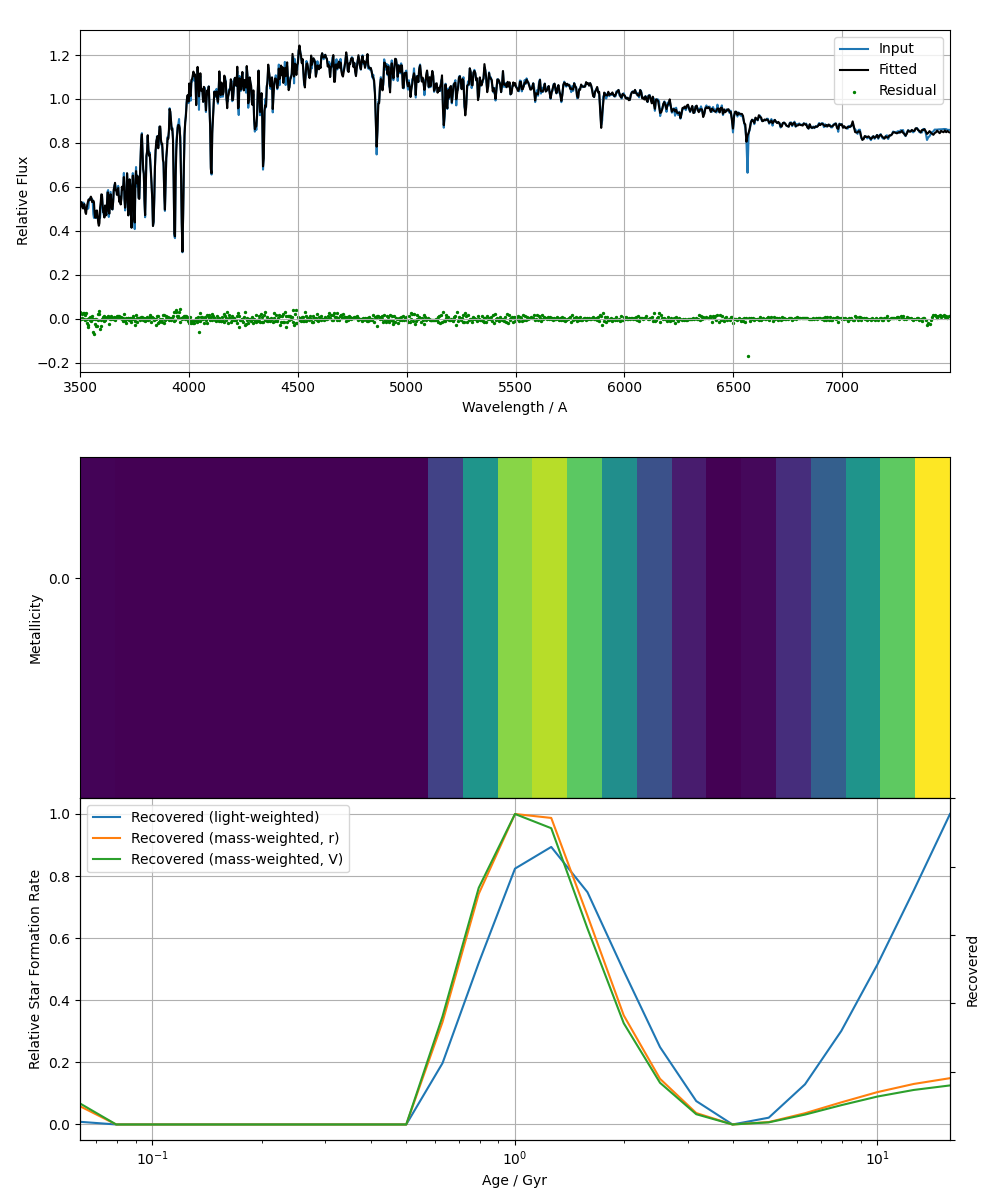 1.2
1.0
0.8
0.6
0.4
0.2
0.0
−0.2
Relative Flux
Input
Fitted
Residual
3500 4000 4500 5000 5500 6000 6500 7000
Wavelength / A
0.0
Metallicity
1.0
0.8
0.6
0.4
0.2
0.0
Relative Star Formation Rate
Recovered (light-weighted)
Recovered (mass-weighted, r)
Recovered (mass-weighted, V)
Recovered
10⁻¹ 10⁰ 10¹
Age / Gyr